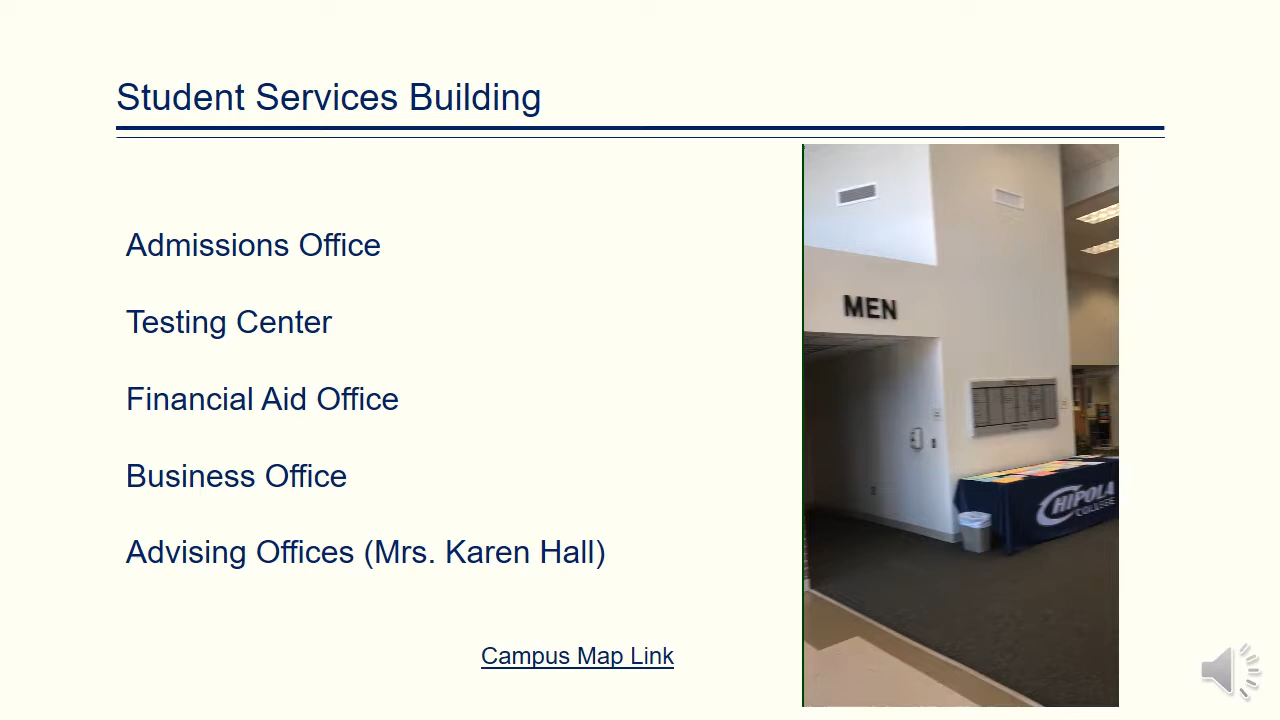 Student Services Building
Admissions Office
Testing Center
Financial Aid Office
Business Office
Advising Offices (Mrs. Karen Hall)
Campus Map Link
MEN
CHIPOLA
COLLEGE